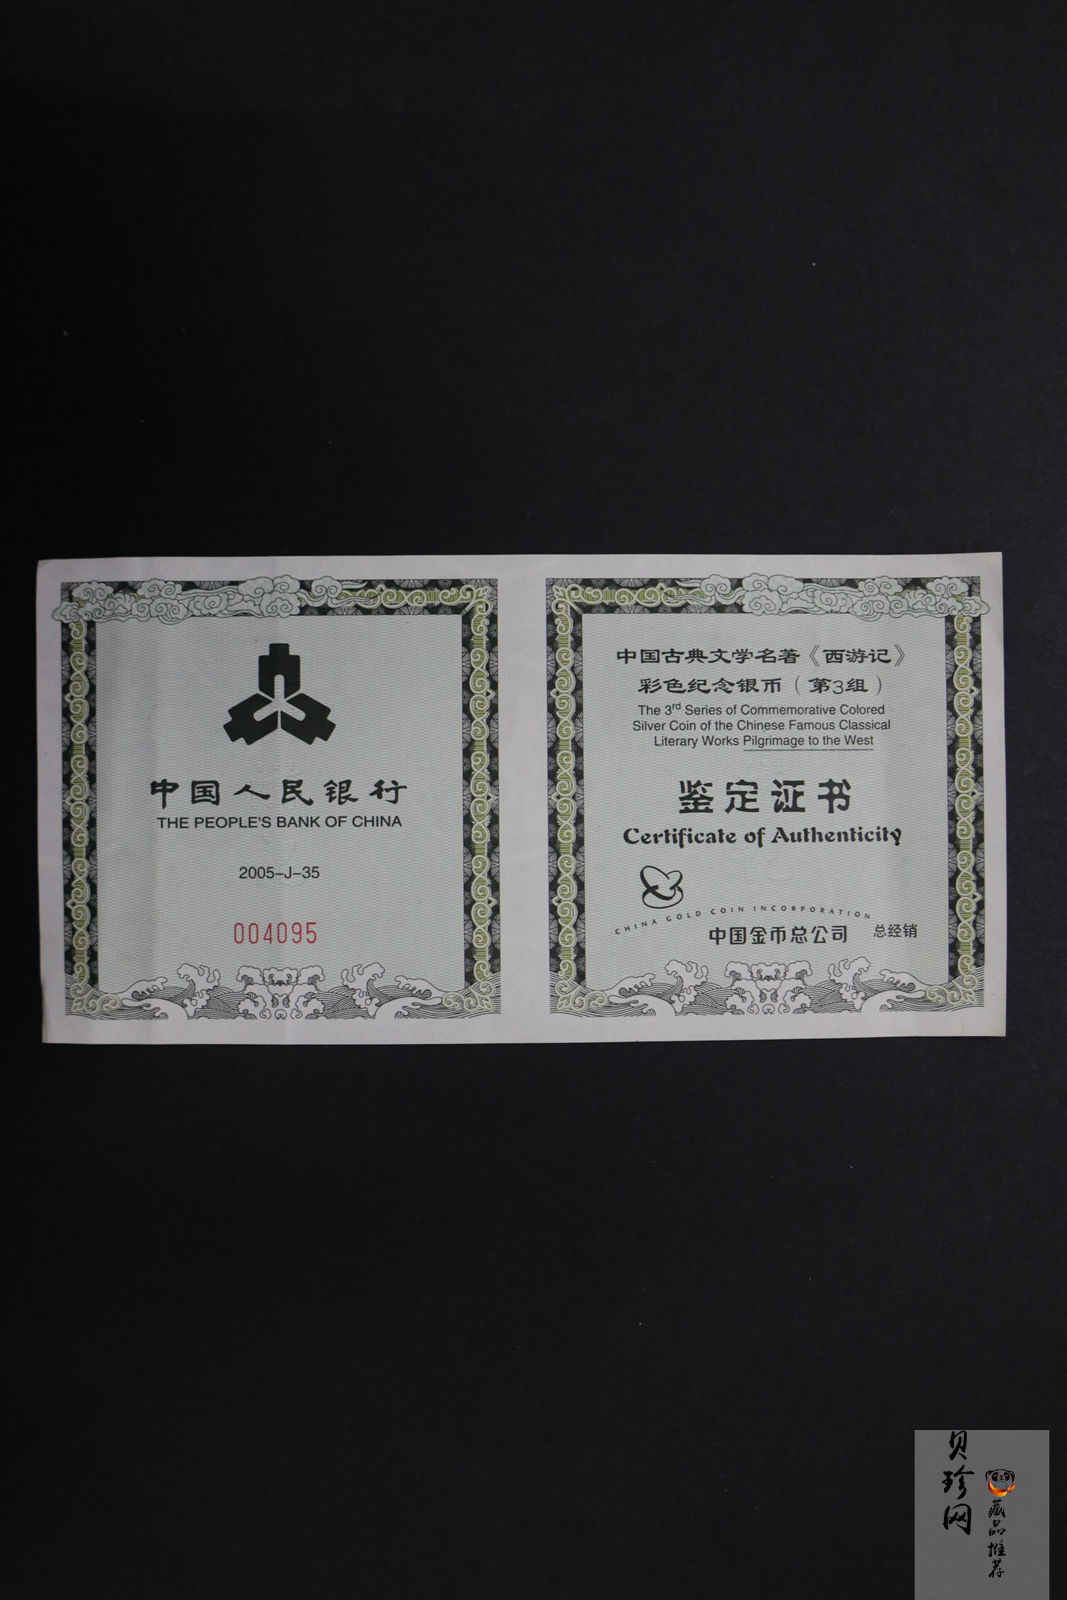 中国人民银行
THE PEOPLE'S BANK OF CHINA
2005-J-35
004095
中国古典文学名著《西游记》
彩色纪念银币（第3组）
The 3rd Series of Commemorative Colored
Silver Coin of the Chinese Famous Classical
Literary Works Pilgrimage to the West
鉴定证书
Certificate of Authenticity
CHINA GOLD COIN INCORPORATION
中国金币总公司 总经销
贝珍网
藏品推荐